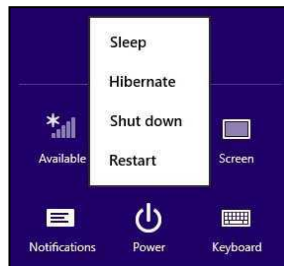 Sleep
Hibernate
Shut down
Restart
Available
Screen
Notifications
Power
Keyboard